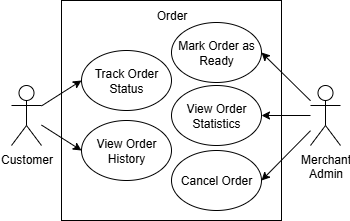 Order
Mark Order as
Ready
Track Order
Status
View Order
Statistics
View Order
History
Cancel Order
Customer
Merchant
Admin